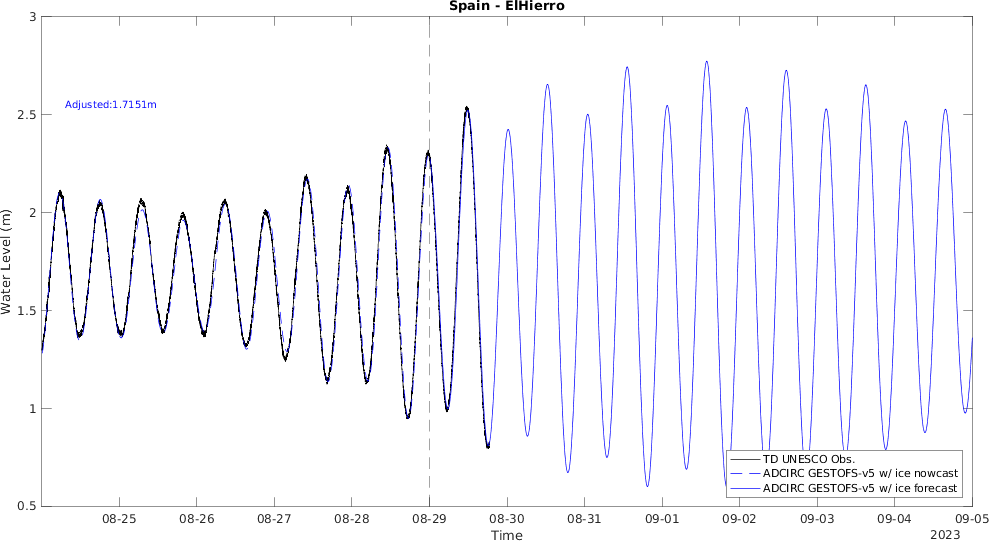 Spain - ElHierro
3
Adjusted:1.7151m
2.5
2
Water Level (m)
1.5
1
0.5
TD UNESCO Obs.
ADCIRC GESTOFS-v5 w/ ice nowcast
ADCIRC GESTOFS-v5 w/ ice forecast
08-25 08-26 08-27 08-28 08-29 08-30 08-31 09-01 09-02 09-03 09-04 09-05
Time
2023